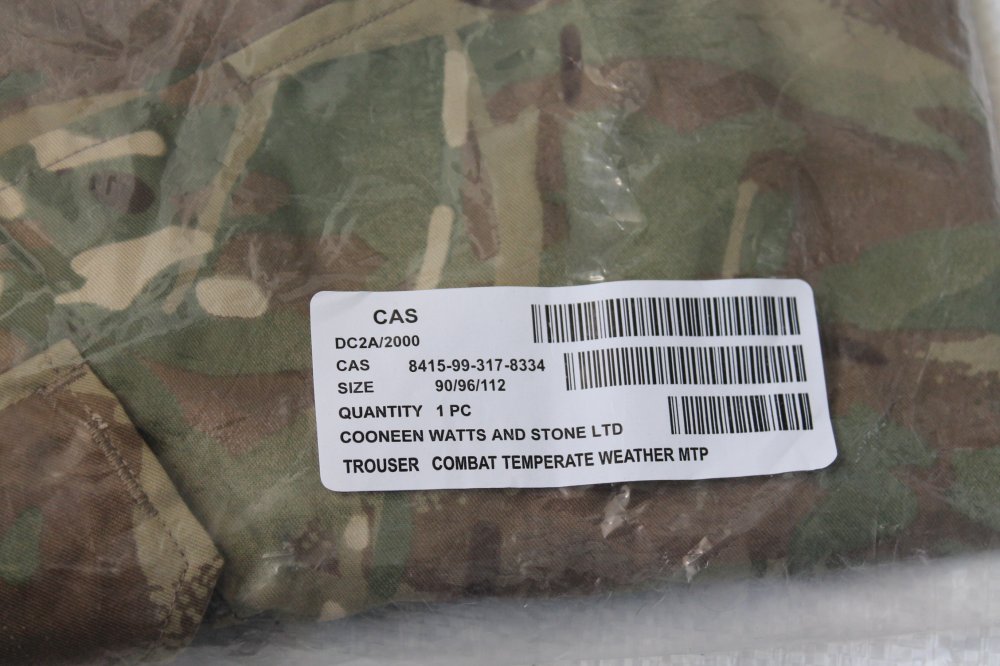 CAS
DC2A/2000
CAS 8415-99-317-8334
SIZE 90/96/112
QUANTITY 1 PC
COONEEN WATTS AND STONE LTD
TROUSER COMBAT TEMPERATE WEATHER MTP